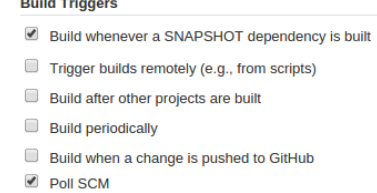 Build Triggers
Build whenever a SNAPSHOT dependency is built
Trigger builds remotely (e.g., from scripts)
Build after other projects are built
Build periodically
Build when a change is pushed to GitHub
Poll SCM